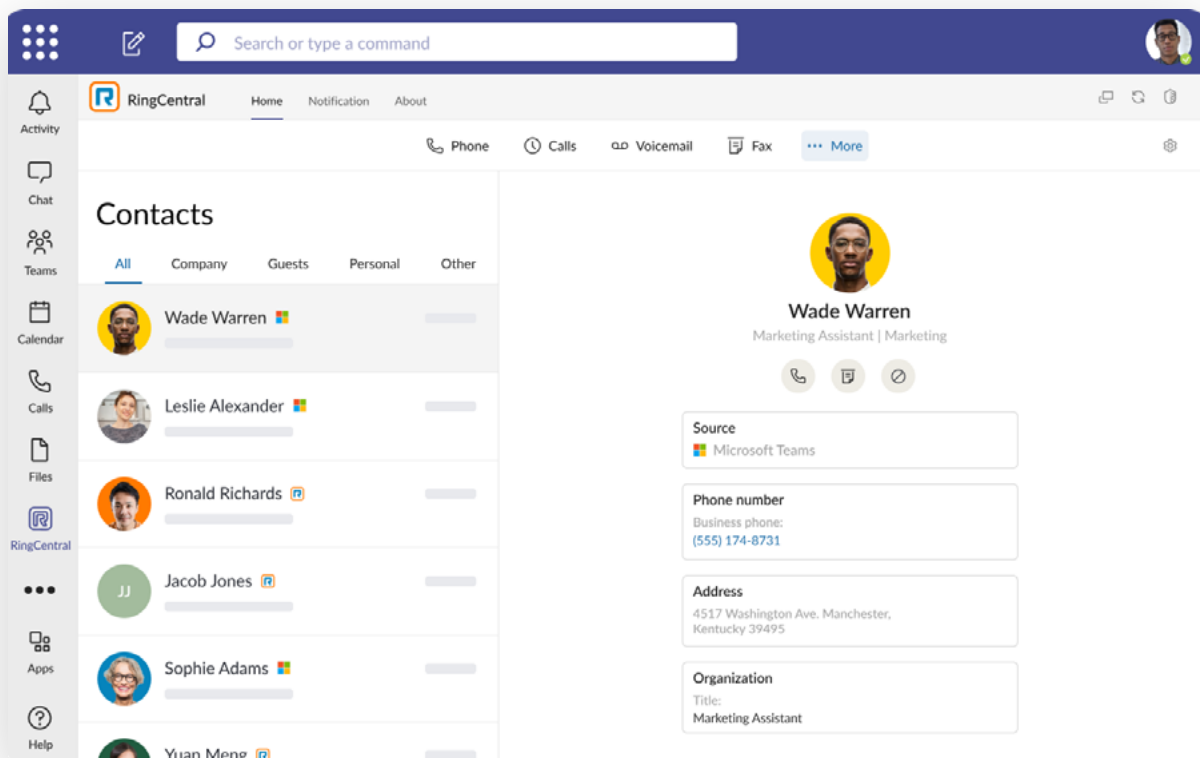 Search or type a command
Activity
Chat
Teams
Calendar
Calls
Files
RingCentral
Apps
Help
RingCentral
Home
Notification
About
Phone
Calls
Voicemail
Fax
More
Contacts
All
Company
Guests
Personal
Other
Wade Warren
Leslie Alexander
Ronald Richards
JJ
Jacob Jones
Sophie Adams
Yuan Meng
Wade Warren
Marketing Assistant | Marketing
Source
Microsoft Teams
Phone number
Business phone:
(555) 174-8731
Address
4517 Washington Ave. Manchester,
Kentucky 39495
Organization
Title:
Marketing Assistant